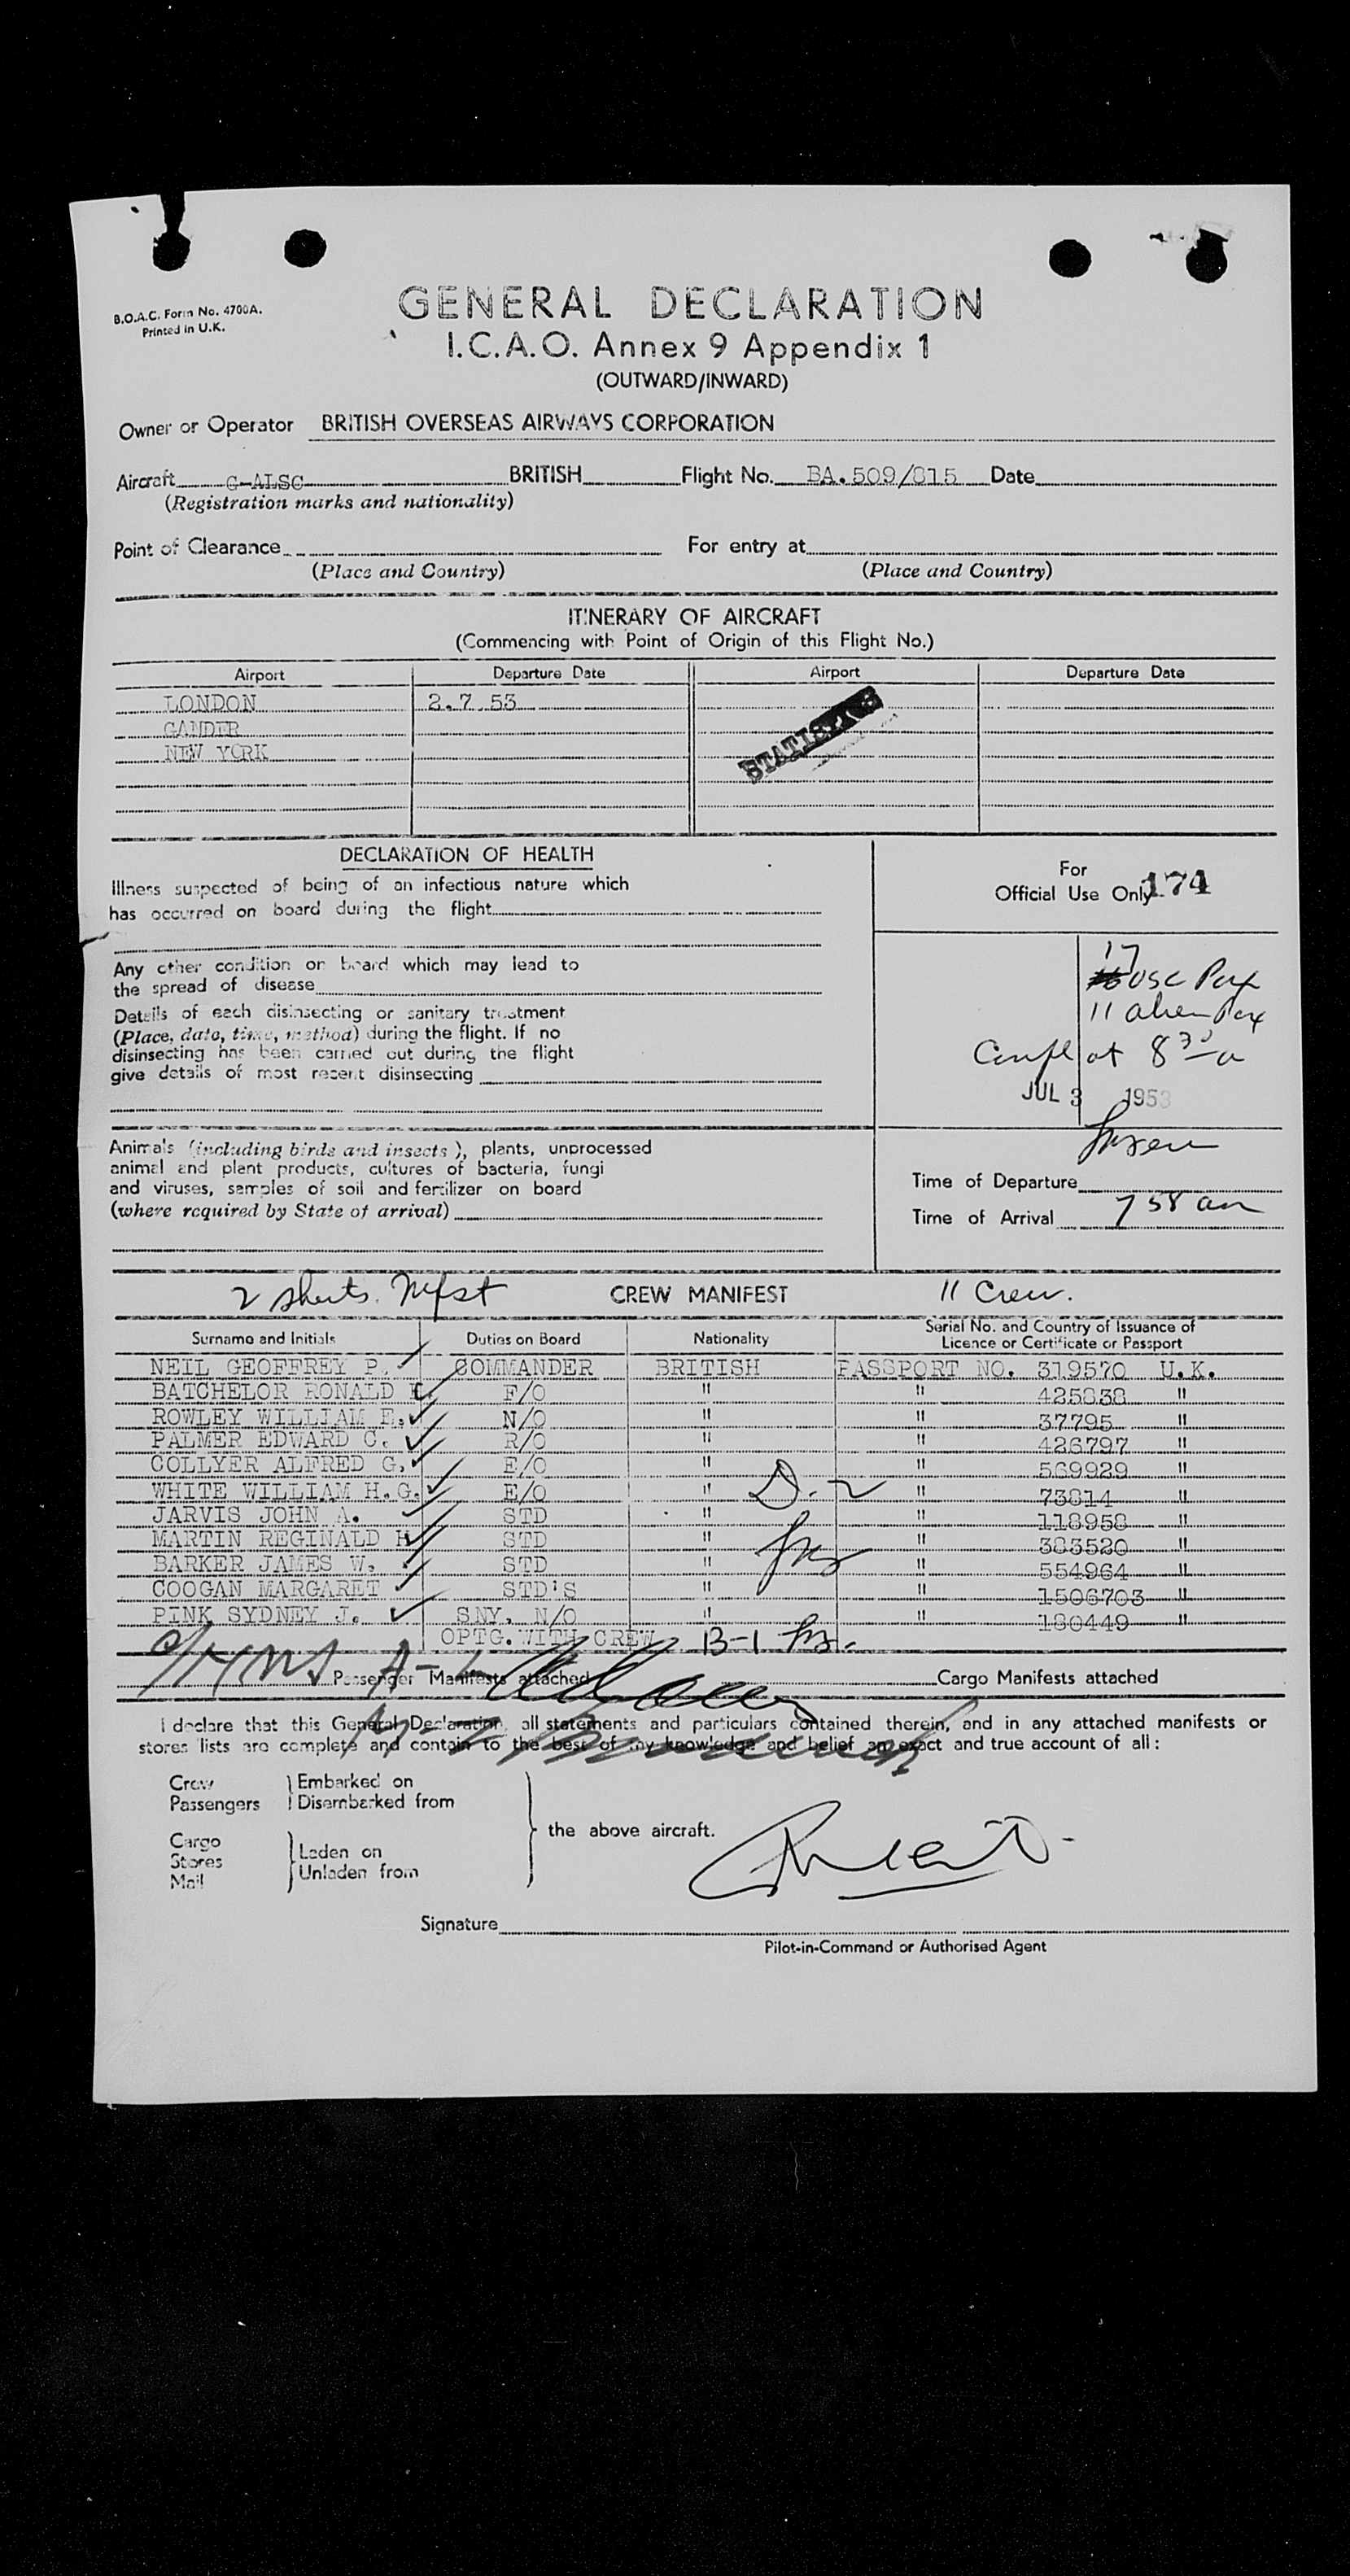 B.O.A.C. Form No. 4700A.
Printed in U.K.
GENERAL DECLARATION
I.C.A.O. Annex 9 Appendix 1
(OUTWARD/INWARD)
Owner or Operator BRITISH OVERSEAS AIRWAYS CORPORATION
Aircraft G-ALSC BRITISH Flight No. BA.509/815 Date
(Registration marks and nationality)
Point of Clearance For entry at
(Place and Country) (Place and Country)
ITINERARY OF AIRCRAFT
(Commencing with Point of Origin of this Flight No.)
Airport Departure Date Airport Departure Date
LONDON 2.7.53
GANDER
NEW YORK
STATISTICS
DECLARATION OF HEALTH
Illness suspected of being of an infectious nature which
has occurred on board during the flight
Any other condition on board which may lead to
the spread of disease
Details of each disinsecting or sanitary treatment
(Place, date, time, method) during the flight. If no
disinsecting has been carried out during the flight
give details of most recent disinsecting
Animals (including birds and insects), plants, unprocessed
animal and plant products, cultures of bacteria, fungi
and viruses, samples of soil and fertilizer on board
(where required by State of arrival)
For
Official Use Only 174
17
USC Pax
11 alien Pax
Compl at 8 30 a
JUL 3 1953
Time of Departure
Time of Arrival 7 58 am
2 sheets Mfst CREW MANIFEST 11 Crew.
Surname and Initials Duties on Board Nationality Serial No. and Country of Issuance of
Licence or Certificate or Passport
NEIL GEOFFREY P. COMMANDER BRITISH PASSPORT NO. 319570 U.K.
BATCHELOR RONALD F/O " " 425838 "
ROWLEY WILLIAM E. N/O " " 37795 "
PALMER EDWARD C. R/O " " 426797 "
COLLYER ALFRED G. E/O " " 569929 "
WHITE WILLIAM H.G. E/O " D-2 " 73814 "
JARVIS JOHN A. STD " " 118958 "
MARTIN REGINALD H STD " " 383520 "
BARKER JAMES W. STD " " 554964 "
COOGAN MARGARET STD'S " " 1506703 "
PINK SYDNEY J. SNY. N/O " " 180449 "
OPTG. WITH CREW B-1
Passenger Manifests attached Cargo Manifests attached
I declare that this General Declaration, all statements and particulars contained therein, and in any attached manifests or
stores lists are complete and contain to the best of my knowledge and belief an exact and true account of all :
Crew Embarked on
Passengers Disembarked from
the above aircraft.
Cargo
Stores Laden on
Mail Unladen from
Signature
Pilot-in-Command or Authorised Agent